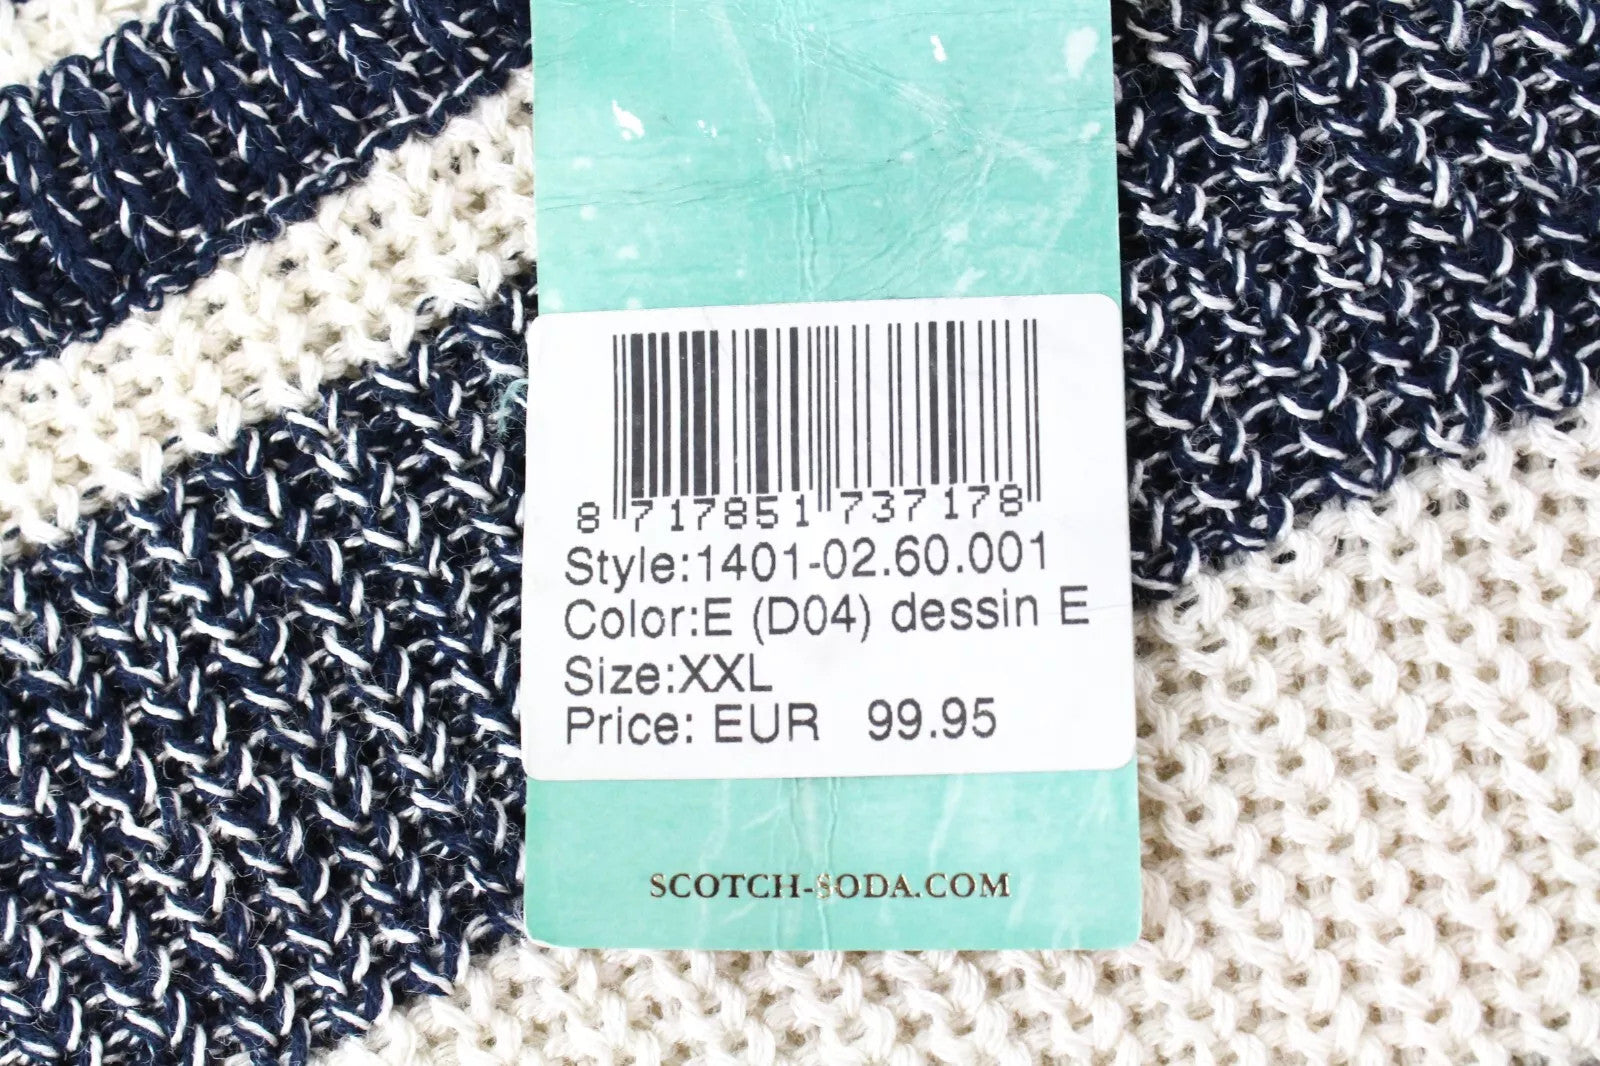 8 717851 737178
Style:1401-02.60.001
Color:E (D04) dessin E
Size:XXL
Price: EUR 99.95
SCOTCH-SODA.COM